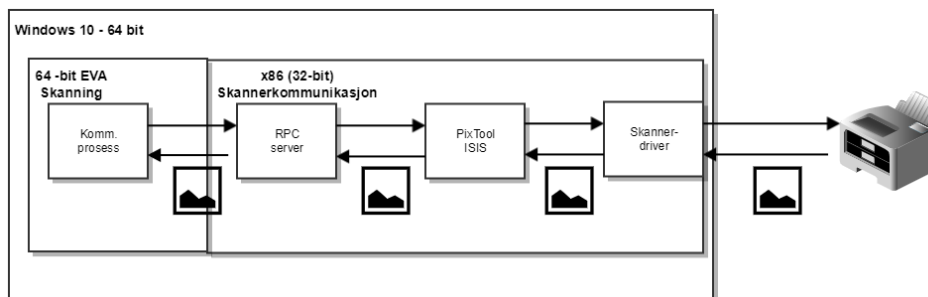 Windows 10 - 64 bit
64 -bit EVA
Skanning
x86 (32-bit)
Skannerkommunikasjon
Komm.
prosess
RPC
server
PixTool
ISIS
Skanner-
driver